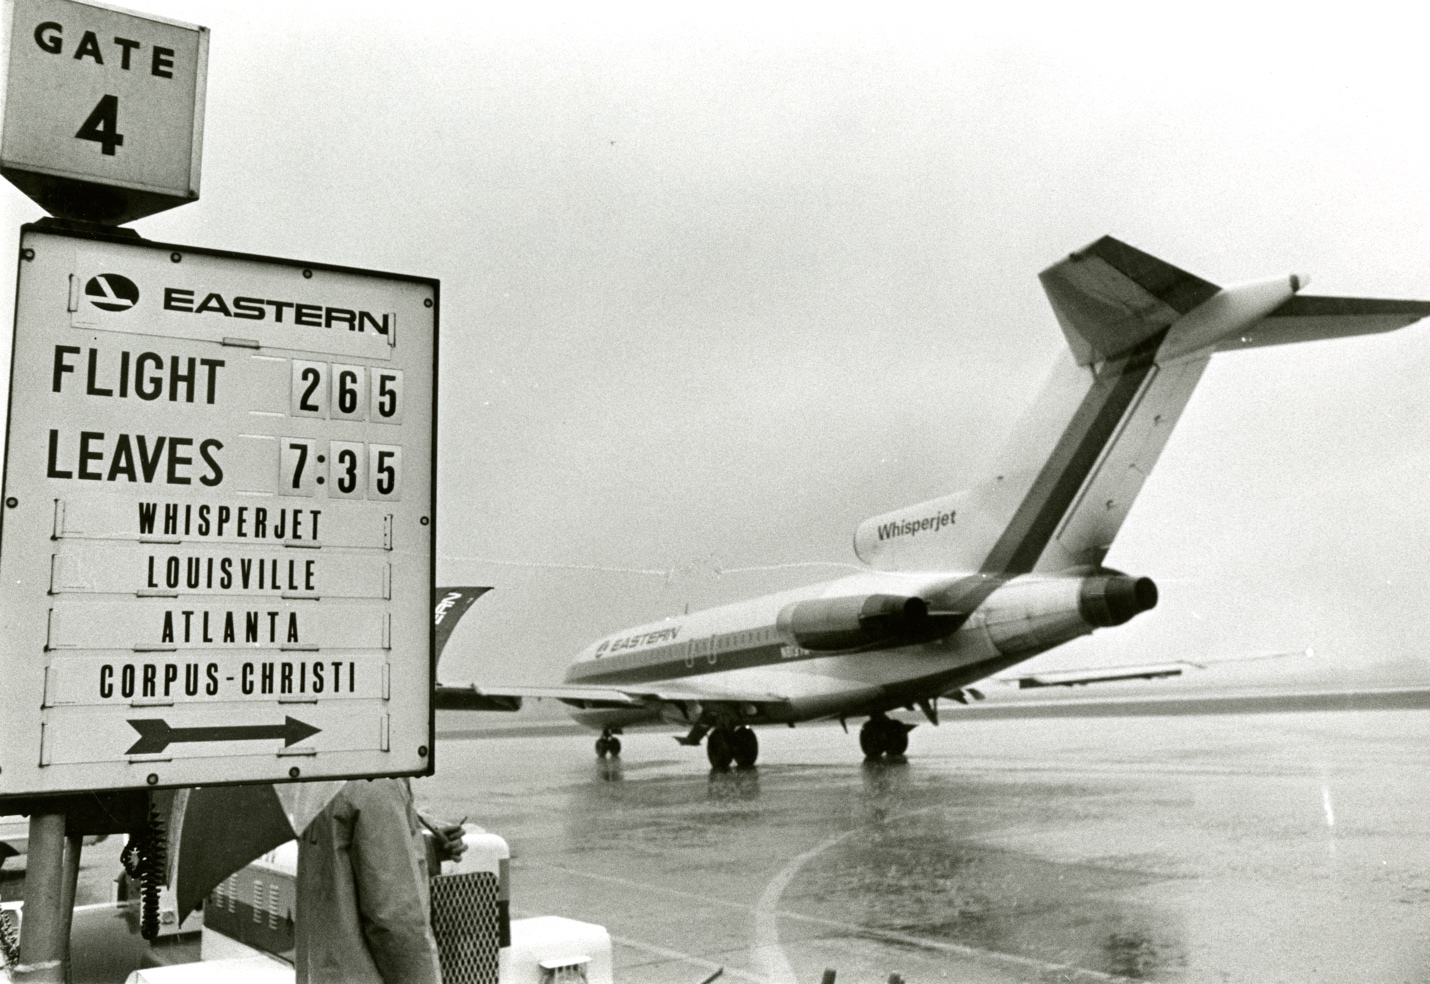 GATE
4
EASTERN
FLIGHT 265
LEAVES 7:35
WHISPERJET
LOUISVILLE
ATLANTA
CORPUS-CHRISTI
Whisperjet
EASTERN